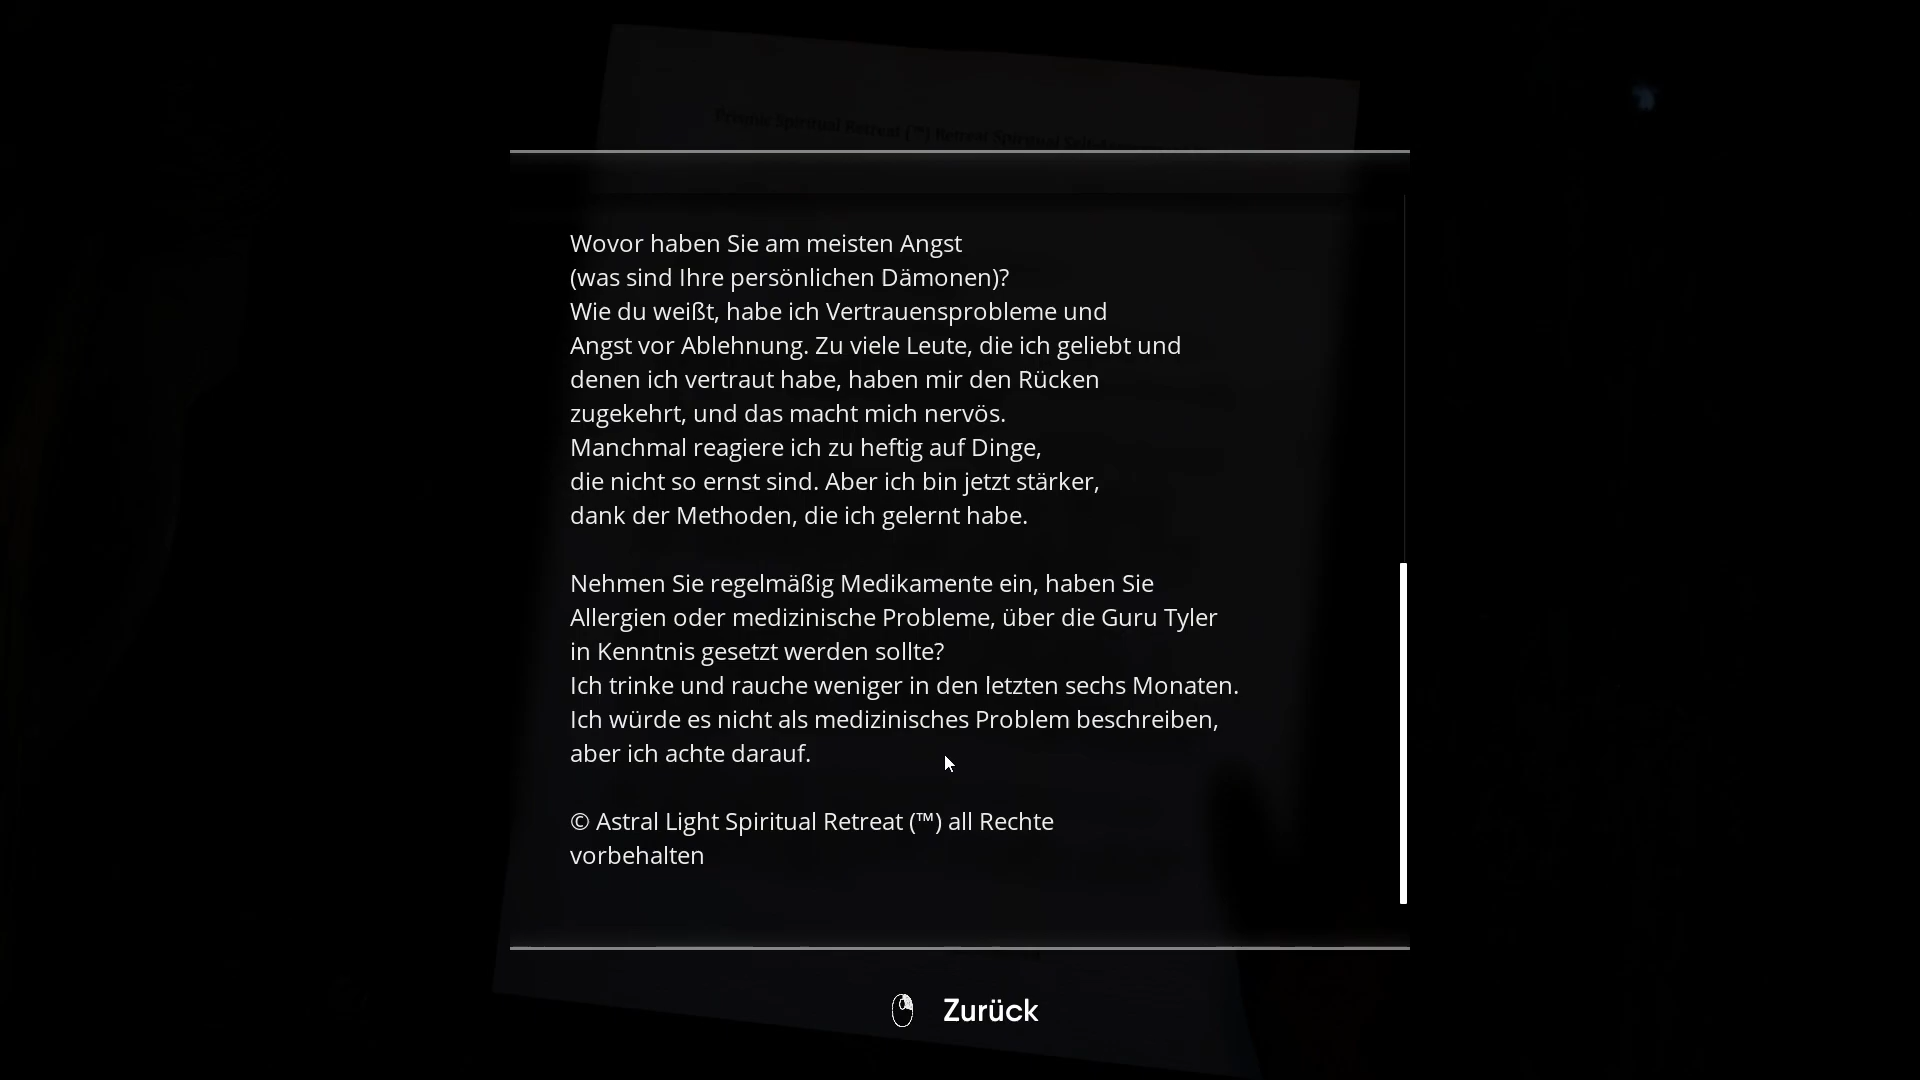 Spiritual Retreat (™) Retreat Spiritual
Wovor haben Sie am meisten Angst
(was sind Ihre persönlichen Dämonen)?
Wie du weißt, habe ich Vertrauensprobleme und
Angst vor Ablehnung. Zu viele Leute, die ich geliebt und
denen ich vertraut habe, haben mir den Rücken
zugekehrt, und das macht mich nervös.
Manchmal reagiere ich zu heftig auf Dinge,
die nicht so ernst sind. Aber ich bin jetzt stärker,
dank der Methoden, die ich gelernt habe.
Nehmen Sie regelmäßig Medikamente ein, haben Sie
Allergien oder medizinische Probleme, über die Guru Tyler
in Kenntnis gesetzt werden sollte?
Ich trinke und rauche weniger in den letzten sechs Monaten.
Ich würde es nicht als medizinisches Problem beschreiben,
aber ich achte darauf.
© Astral Light Spiritual Retreat (™) all Rechte
vorbehalten
Zurück